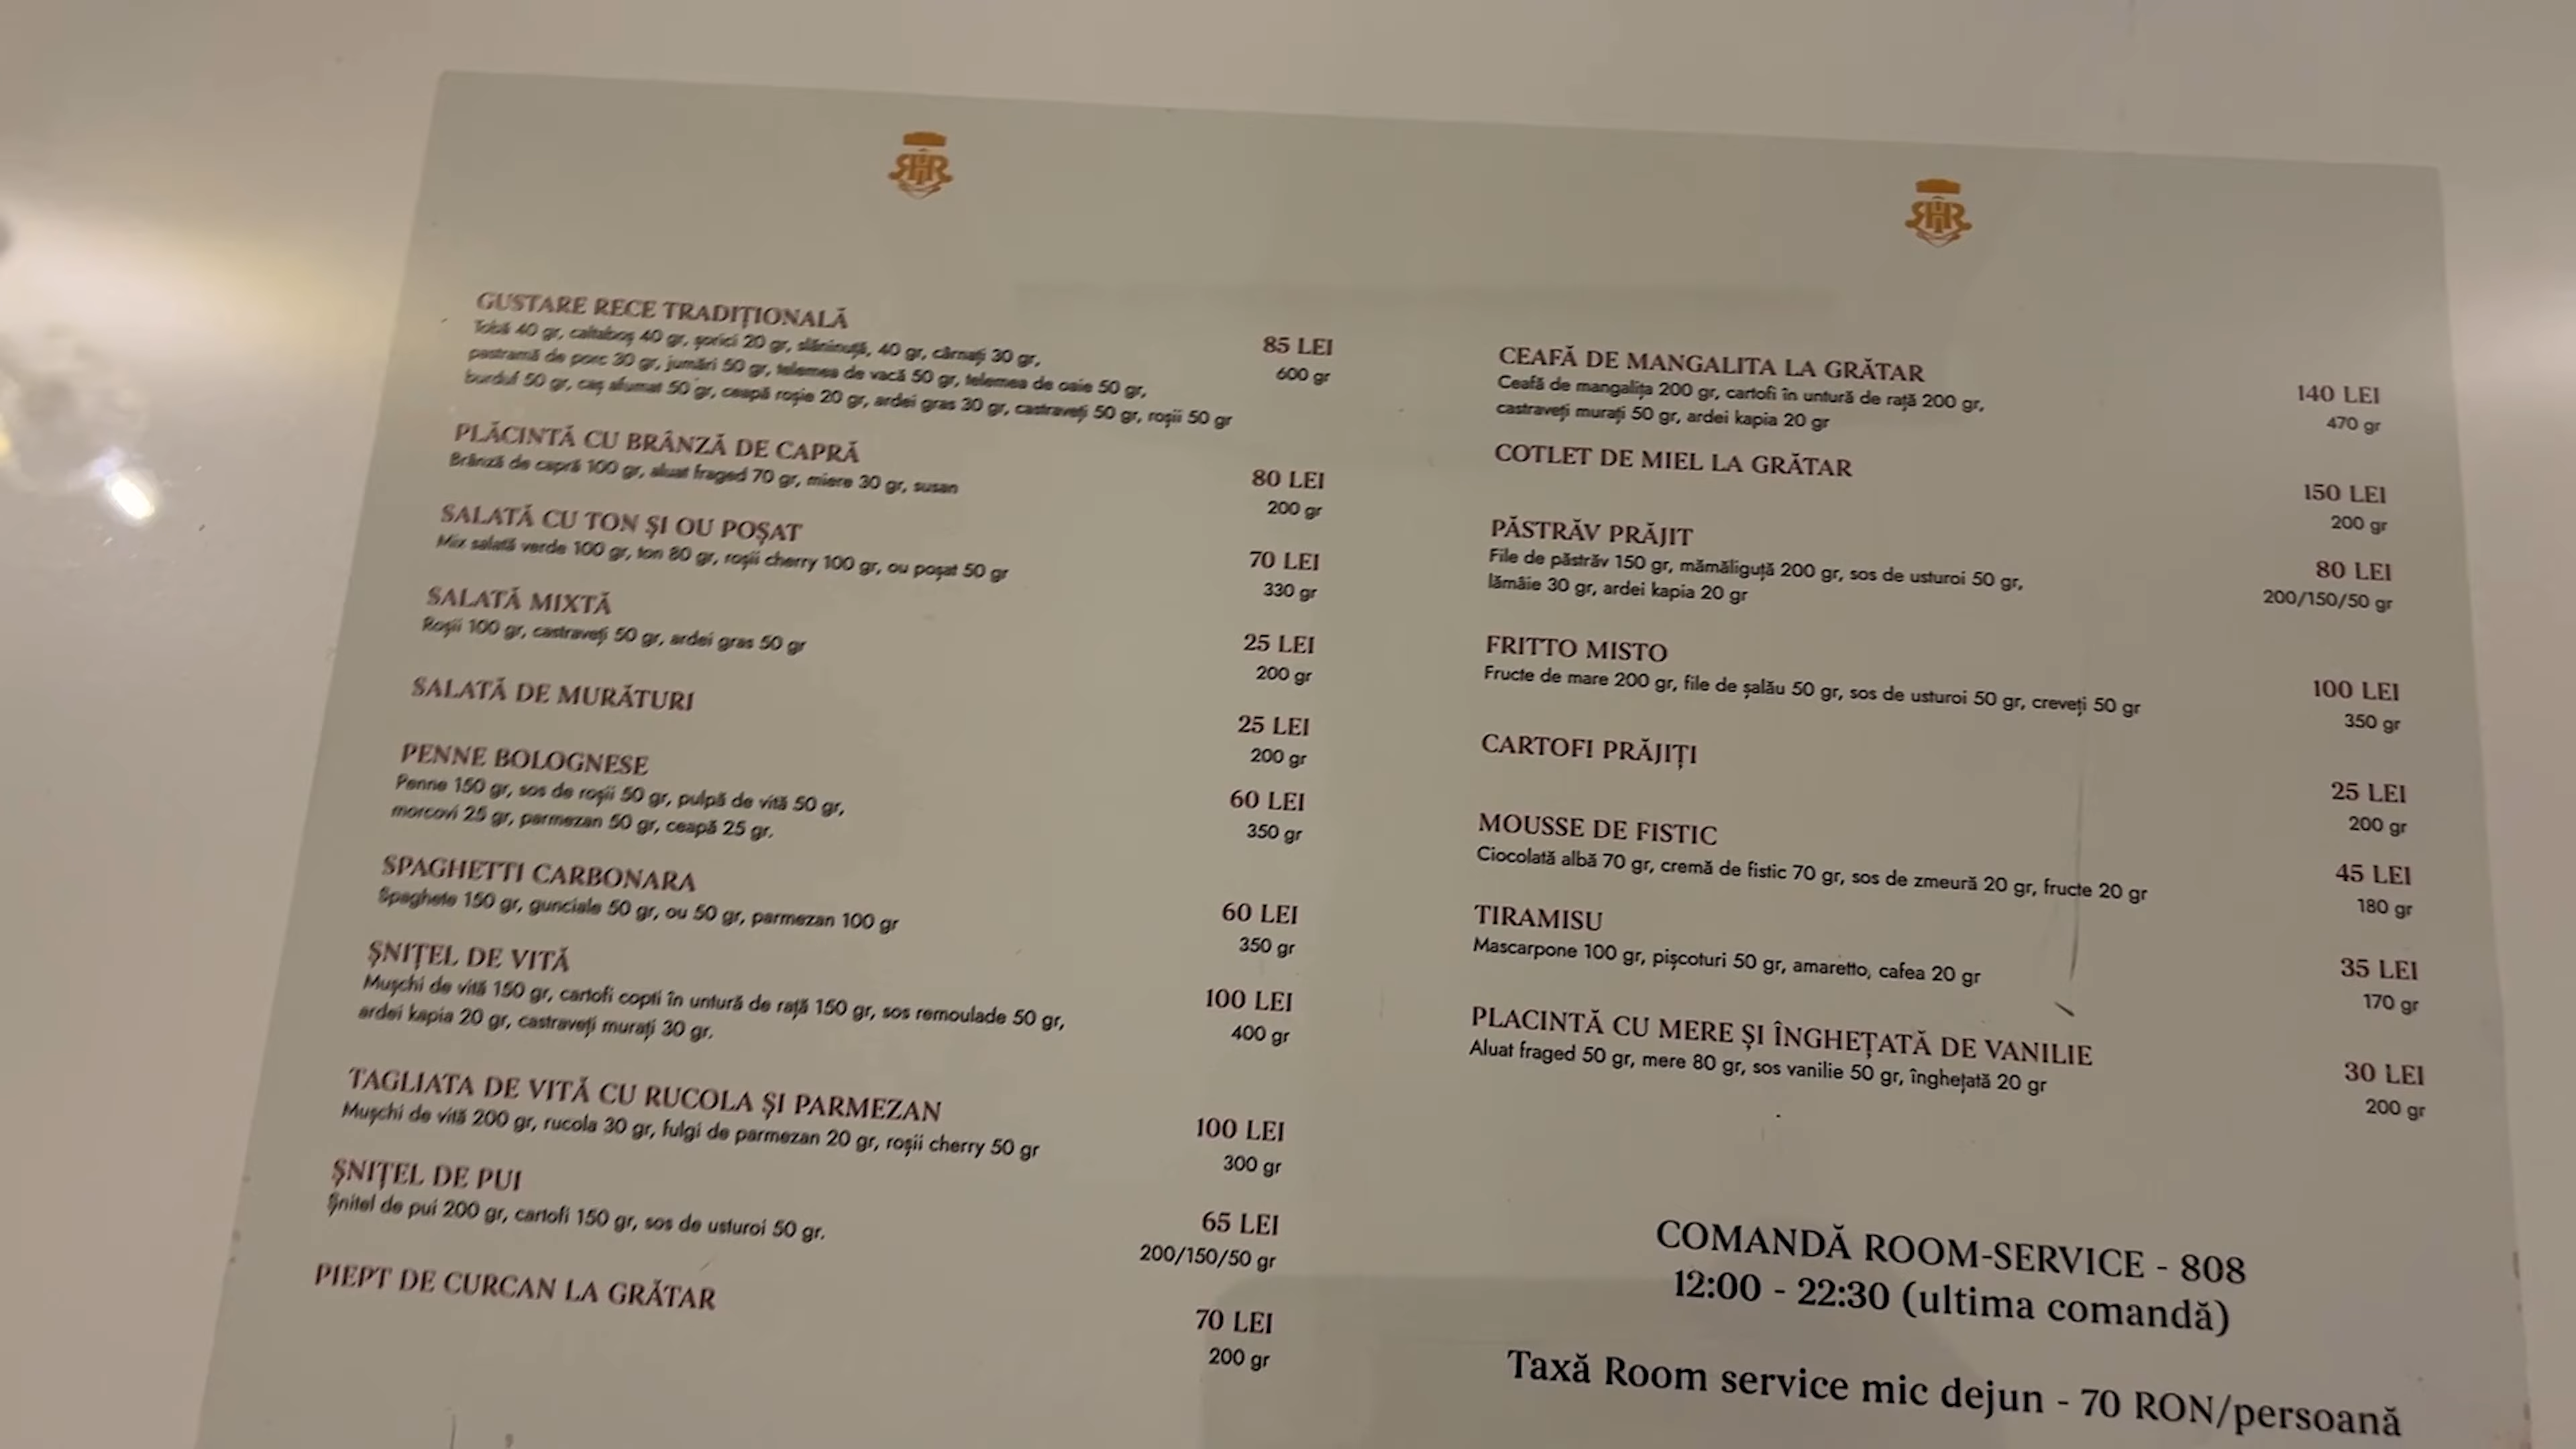 GUSTARE RECE TRADIȚIONALĂ
Tobă 40 gr, caltaboș 40 gr, șorici 20 gr, slăninuță, 40 gr, cârnați 30 gr,
pastramă de porc 30 gr, jumări 50 gr, telemea de vacă 50 gr, telemea de oaie 50 gr,
burduf 50 gr, caș afumat 50 gr, ceapă roșie 20 gr, ardei gras 30 gr, castraveți 50 gr, roșii 50 gr
85 LEI
600 gr
PLĂCINTĂ CU BRÂNZĂ DE CAPRĂ
Brânză de capră 100 gr, aluat fraged 70 gr, miere 30 gr, susan
80 LEI
200 gr
SALATĂ CU TON ȘI OU POȘAT
Mix salată verde 100 gr, ton 80 gr, roșii cherry 100 gr, ou poșat 50 gr
70 LEI
330 gr
SALATĂ MIXTĂ
Roșii 100 gr, castraveți 50 gr, ardei gras 50 gr
25 LEI
200 gr
SALATĂ DE MURĂTURI
25 LEI
200 gr
PENNE BOLOGNESE
Penne 150 gr, sos de roșii 50 gr, pulpă de vită 50 gr,
morcovi 25 gr, parmezan 50 gr, ceapă 25 gr.
60 LEI
350 gr
SPAGHETTI CARBONARA
Spaghete 150 gr, gunciale 50 gr, ou 50 gr, parmezan 100 gr
60 LEI
350 gr
ȘNIȚEL DE VITĂ
Mușchi de vită 150 gr, cartofi copti în untură de rață 150 gr, sos remoulade 50 gr,
ardei kapia 20 gr, castraveți murați 30 gr.
100 LEI
400 gr
TAGLIATA DE VITĂ CU RUCOLA ȘI PARMEZAN
Mușchi de vită 200 gr, rucola 30 gr, fulgi de parmezan 20 gr, roșii cherry 50 gr
100 LEI
300 gr
ȘNIȚEL DE PUI
Șnitel de pui 200 gr, cartofi 150 gr, sos de usturoi 50 gr.
65 LEI
200/150/50 gr
PIEPT DE CURCAN LA GRĂTAR
70 LEI
200 gr
CEAFĂ DE MANGALITA LA GRĂTAR
Ceafă de mangalița 200 gr, cartofi în untură de rață 200 gr,
castraveți murați 50 gr, ardei kapia 20 gr
140 LEI
470 gr
COTLET DE MIEL LA GRĂTAR
150 LEI
200 gr
PĂSTRĂV PRĂJIT
File de păstrăv 150 gr, mămăliguță 200 gr, sos de usturoi 50 gr,
lămâie 30 gr, ardei kapia 20 gr
80 LEI
200/150/50 gr
FRITTO MISTO
Fructe de mare 200 gr, file de șalău 50 gr, sos de usturoi 50 gr, creveți 50 gr
100 LEI
350 gr
CARTOFI PRĂJIȚI
25 LEI
200 gr
MOUSSE DE FISTIC
Ciocolată albă 70 gr, cremă de fistic 70 gr, sos de zmeură 20 gr, fructe 20 gr
45 LEI
180 gr
TIRAMISU
Mascarpone 100 gr, pișcoturi 50 gr, amaretto, cafea 20 gr
35 LEI
170 gr
PLACINTĂ CU MERE ȘI ÎNGHEȚATĂ DE VANILIE
Aluat fraged 50 gr, mere 80 gr, sos vanilie 50 gr, înghețată 20 gr
30 LEI
200 gr
COMANDĂ ROOM-SERVICE - 808
12:00 - 22:30 (ultima comandă)
Taxă Room service mic dejun - 70 RON/persoană